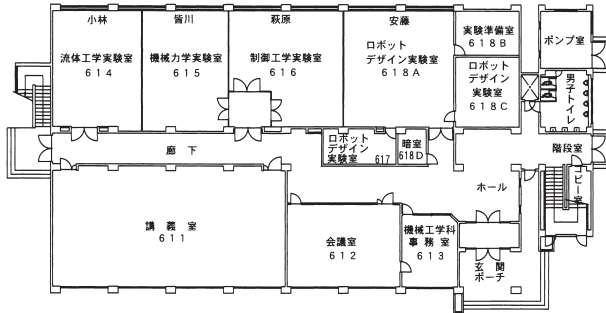 小林
皆川
萩原
安藤
流体工学実験室
614
機械力学実験室
615
制御工学実験室
616
ロボット
デザイン実験室
618A
実験準備室
618B
ロボット
デザイン
実験室
618C
ポンプ室
男子トイレ
廊下
ロボット
デザイン
実験室 617
暗室
618D
階段室
コピー室
ホール
講義室
611
会議室
612
機械工学科
事務室
613
玄関
ポーチ